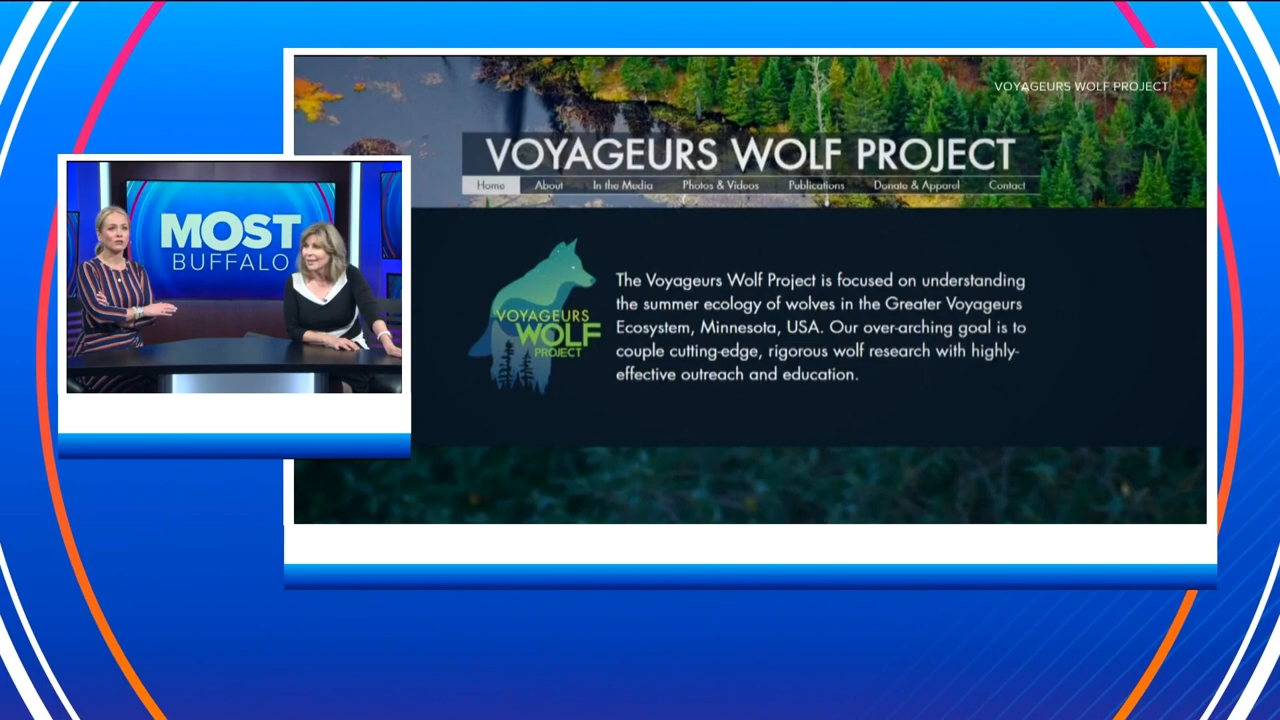 VOYAGEURS WOLF PROJECT
VOYAGEURS WOLF PROJECT
Home About In the Media Photos & Videos Publications Donate & Apparel Contact
MOST
BUFFALO
VOYAGEURS
WOLF
PROJECT
The Voyageurs Wolf Project is focused on understanding
the summer ecology of wolves in the Greater Voyageurs
Ecosystem, Minnesota, USA. Our over-arching goal is to
couple cutting-edge, rigorous wolf research with highly-
effective outreach and education.